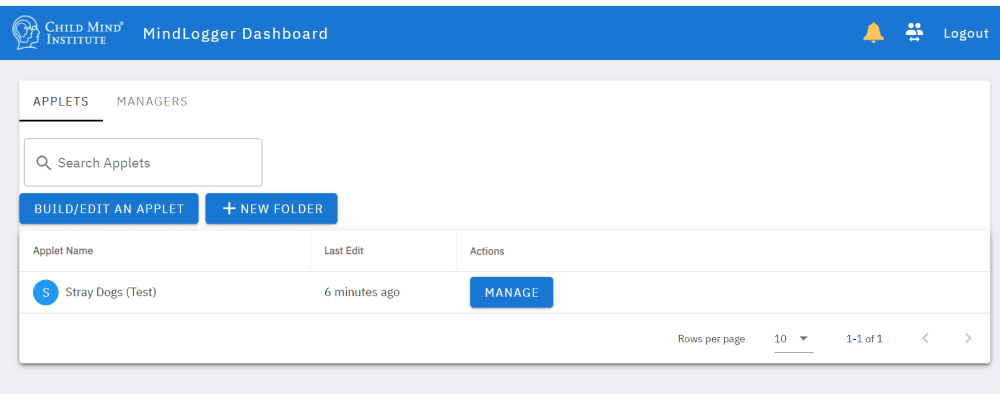 CHILD MIND®
INSTITUTE
MindLogger Dashboard
Logout
APPLETS MANAGERS
Search Applets
BUILD/EDIT AN APPLET + NEW FOLDER
Applet Name Last Edit Actions
S Stray Dogs (Test) 6 minutes ago MANAGE
Rows per page 10 1-1 of 1